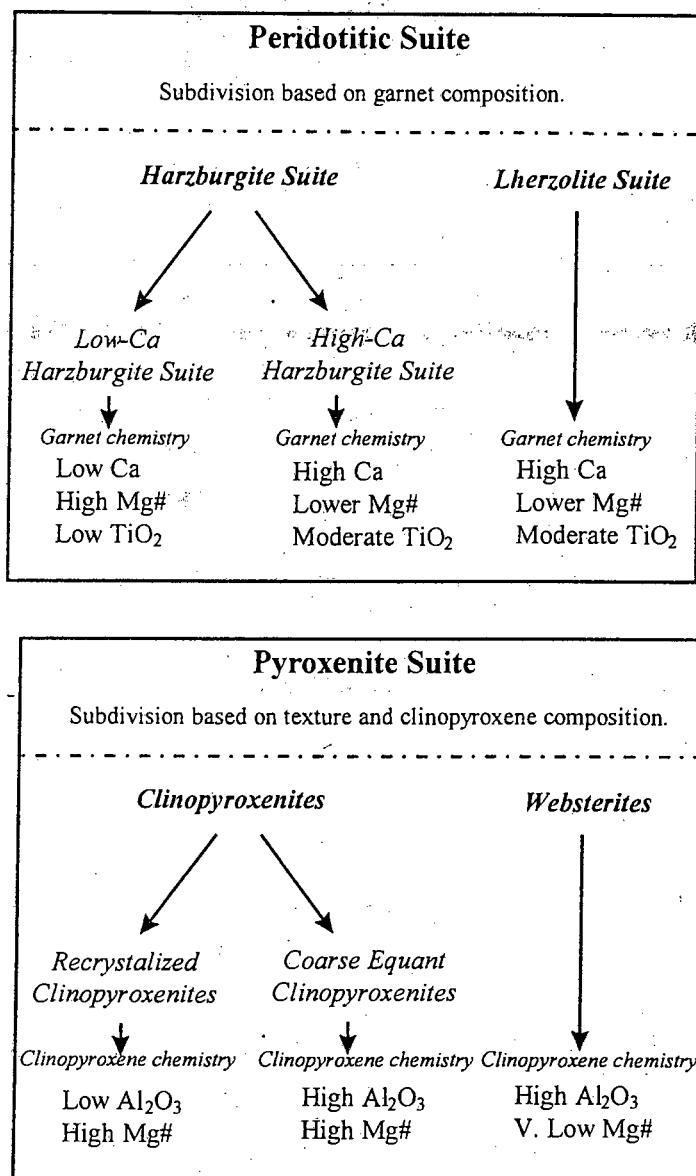 Peridotitic Suite
Subdivision based on garnet composition.
Harzburgite Suite
Lherzolite Suite
Low-Ca
Harzburgite Suite
High-Ca
Harzburgite Suite
Garnet chemistry
Low Ca
High Mg#
Low TiO₂
Garnet chemistry
High Ca
Lower Mg#
Moderate TiO₂
Garnet chemistry
High Ca
Lower Mg#
Moderate TiO₂
Pyroxenite Suite
Subdivision based on texture and clinopyroxene composition.
Clinopyroxenites
Websterites
Recrystalized
Clinopyroxenites
Coarse Equant
Clinopyroxenites
Clinopyroxene chemistry
Low Al₂O₃
High Mg#
Clinopyroxene chemistry
High Al₂O₃
High Mg#
Clinopyroxene chemistry
High Al₂O₃
V. Low Mg#